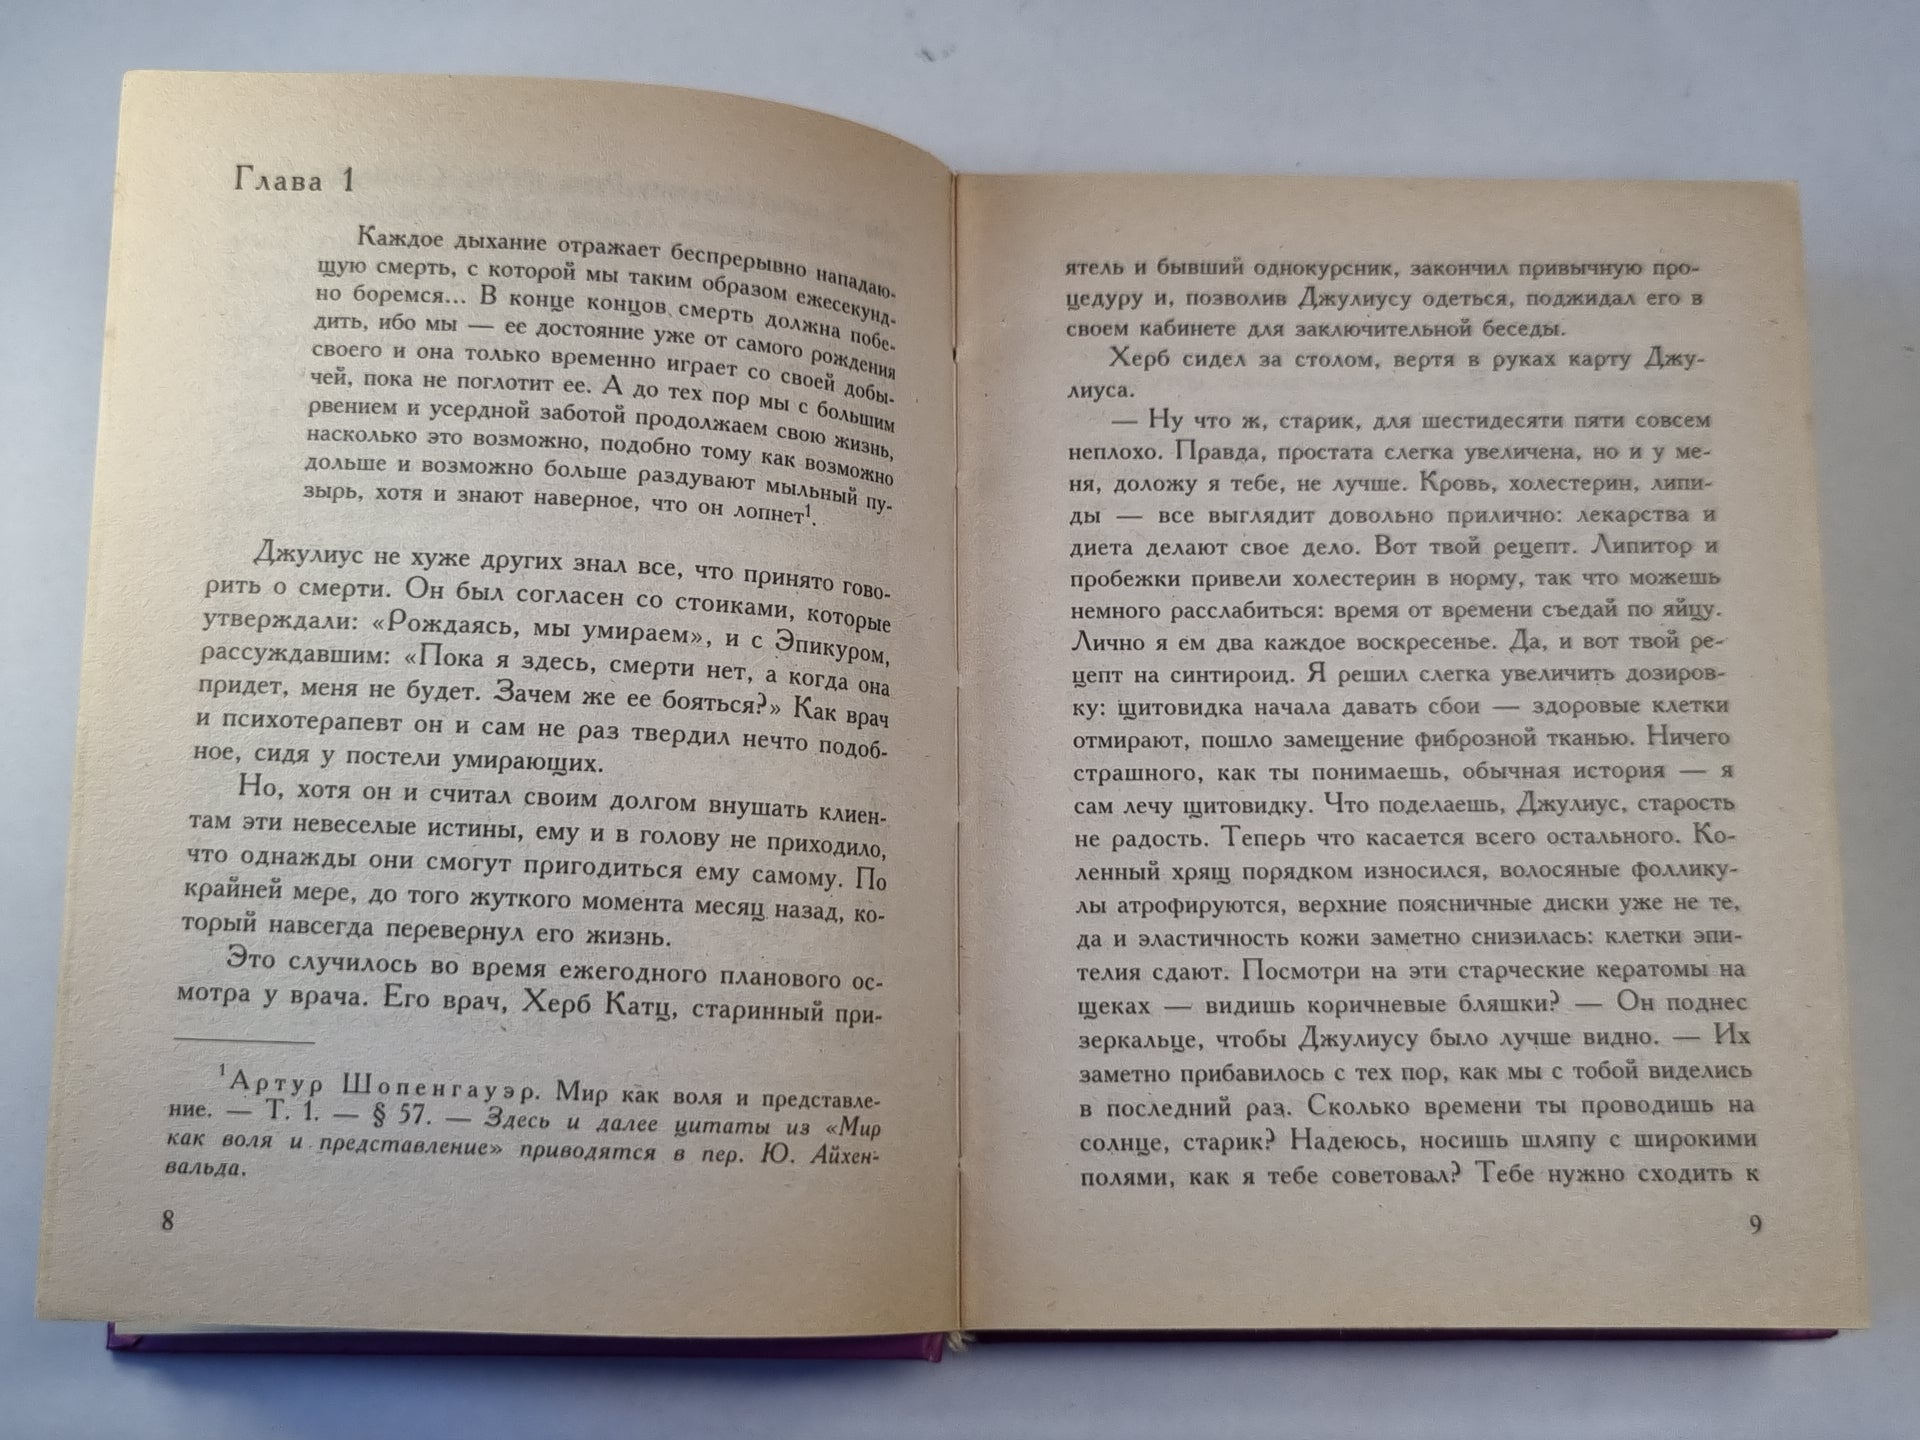 Глава 1
Каждое дыхание отражает беспрерывно нападаю-
щую смерть, с которой мы таким образом ежесекунд-
но боремся... В конце концов смерть должна побе-
дить, ибо мы — ее достояние уже от самого рождения
своего и она только временно играет со своей добы-
чей, пока не поглотит ее. А до тех пор мы с большим
рвением и усердной заботой продолжаем свою жизнь,
насколько это возможно, подобно тому как возможно
дольше и возможно больше раздувают мыльный пу-
зырь, хотя и знают наверное, что он лопнет¹.
Джулиус не хуже других знал все, что принято гово-
рить о смерти. Он был согласен со стоиками, которые
утверждали: «Рождаясь, мы умираем», и с Эпикуром,
рассуждавшим: «Пока я здесь, смерти нет, а когда она
придет, меня не будет. Зачем же ее бояться?» Как врач
и психотерапевт он и сам не раз твердил нечто подоб-
ное, сидя у постели умирающих.
Но, хотя он и считал своим долгом внушать клиен-
там эти невеселые истины, ему и в голову не приходило,
что однажды они смогут пригодиться ему самому. По
крайней мере, до того жуткого момента месяц назад, ко-
торый навсегда перевернул его жизнь.
Это случилось во время ежегодного планового ос-
мотра у врача. Его врач, Херб Катц, старинный при-
¹ Артур Шопенгауэр. Мир как воля и представле-
ние. — Т. 1. — § 57. — Здесь и далее цитаты из «Мир
как воля и представление» приводятся в пер. Ю. Айхен-
вальда.
8
ятель и бывший однокурсник, закончил привычную про-
цедуру и, позволив Джулиусу одеться, поджидал его в
своем кабинете для заключительной беседы.
Херб сидел за столом, вертя в руках карту Джу-
лиуса.
— Ну что ж, старик, для шестидесяти пяти совсем
неплохо. Правда, простата слегка увеличена, но и у ме-
ня, доложу я тебе, не лучше. Кровь, холестерин, липи-
ды — все выглядит довольно прилично: лекарства и
диета делают свое дело. Вот твой рецепт. Липитор и
пробежки привели холестерин в норму, так что можешь
немного расслабиться: время от времени съедай по яйцу.
Лично я ем два каждое воскресенье. Да, и вот твой ре-
цепт на синтироид. Я решил слегка увеличить дозиров-
ку: щитовидка начала давать сбои — здоровые клетки
отмирают, пошло замещение фиброзной тканью. Ничего
страшного, как ты понимаешь, обычная история — я
сам лечу щитовидку. Что поделаешь, Джулиус, старость
не радость. Теперь что касается всего остального. Ко-
ленный хрящ порядком износился, волосяные фоллику-
лы атрофируются, верхние поясничные диски уже не те,
да и эластичность кожи заметно снизилась: клетки эпи-
телия сдают. Посмотри на эти старческие кератомы на
щеках — видишь коричневые бляшки? — Он поднес
зеркальце, чтобы Джулиусу было лучше видно. — Их
заметно прибавилось с тех пор, как мы с тобой виделись
в последний раз. Сколько времени ты проводишь на
солнце, старик? Надеюсь, носишь шляпу с широкими
полями, как я тебе советовал? Тебе нужно сходить к
9